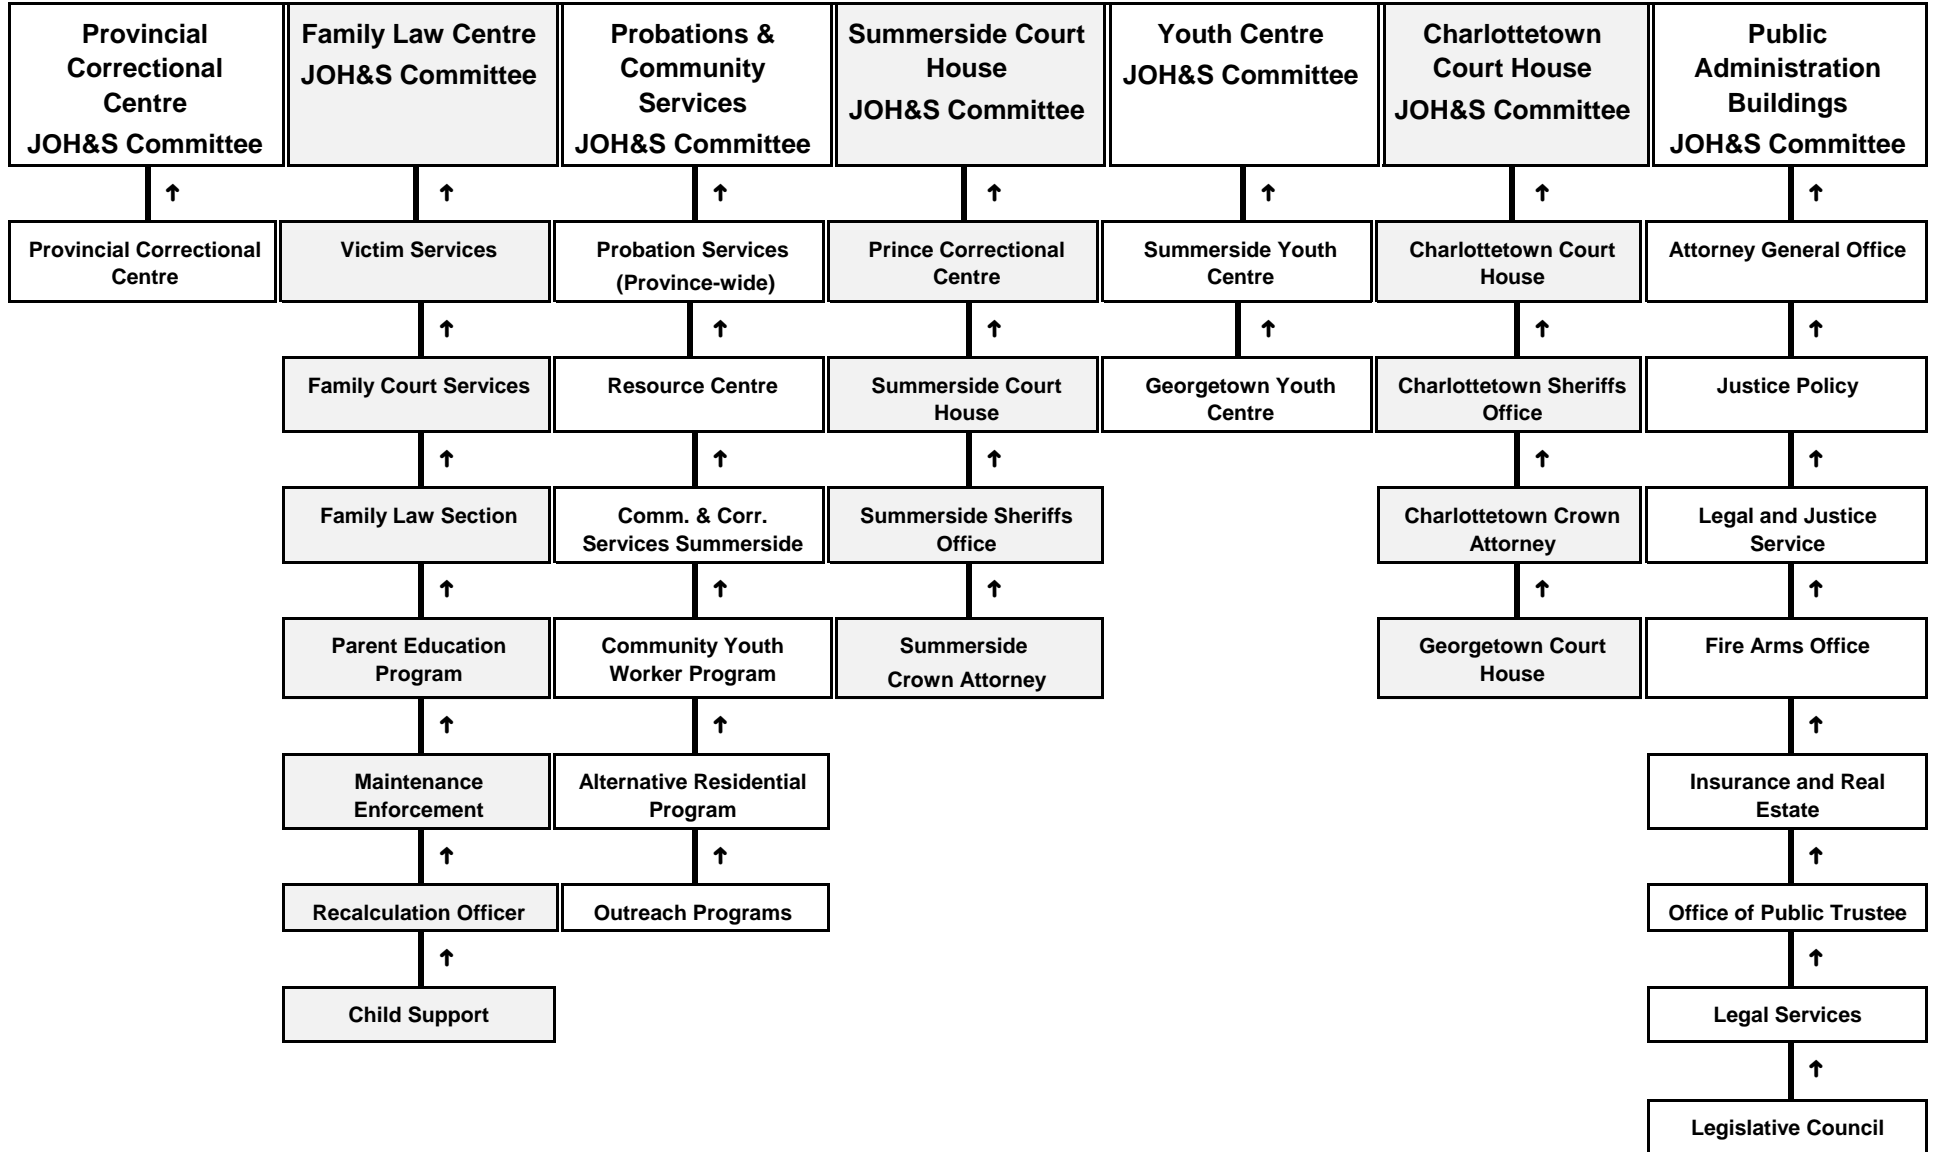 Provincial
Correctional
Centre
JOH&S Committee
Family Law Centre
JOH&S Committee
Probations &
Community
Services
JOH&S Committee
Summerside Court
House
JOH&S Committee
Youth Centre
JOH&S Committee
Charlottetown
Court House
JOH&S Committee
Public
Administration
Buildings
JOH&S Committee
Provincial Correctional
Centre
Victim Services
Probation Services
(Province-wide)
Prince Correctional
Centre
Summerside Youth
Centre
Charlottetown Court
House
Attorney General Office
Family Court Services
Resource Centre
Summerside Court
House
Georgetown Youth
Centre
Charlottetown Sheriffs
Office
Justice Policy
Family Law Section
Comm. & Corr.
Services Summerside
Summerside Sheriffs
Office
Charlottetown Crown
Attorney
Legal and Justice
Service
Parent Education
Program
Community Youth
Worker Program
Summerside
Crown Attorney
Georgetown Court
House
Fire Arms Office
Maintenance
Enforcement
Alternative Residential
Program
Insurance and Real
Estate
Recalculation Officer
Outreach Programs
Office of Public Trustee
Child Support
Legal Services
Legislative Council